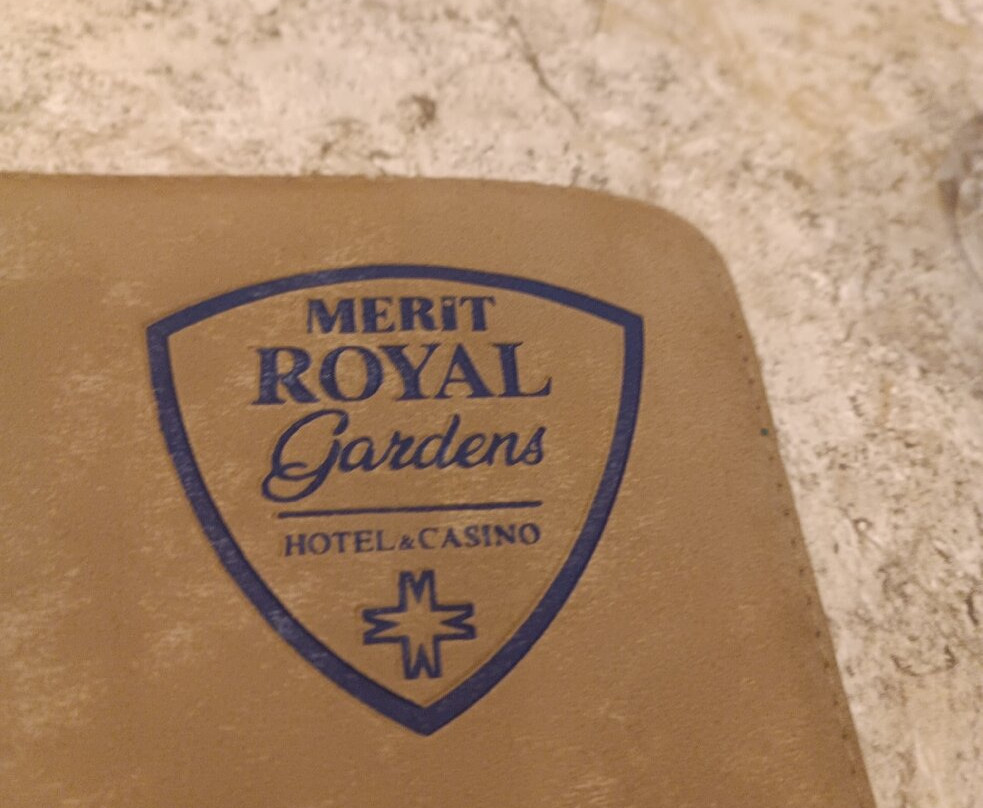 MERiT
ROYAL
Gardens
HOTEL & CASINO